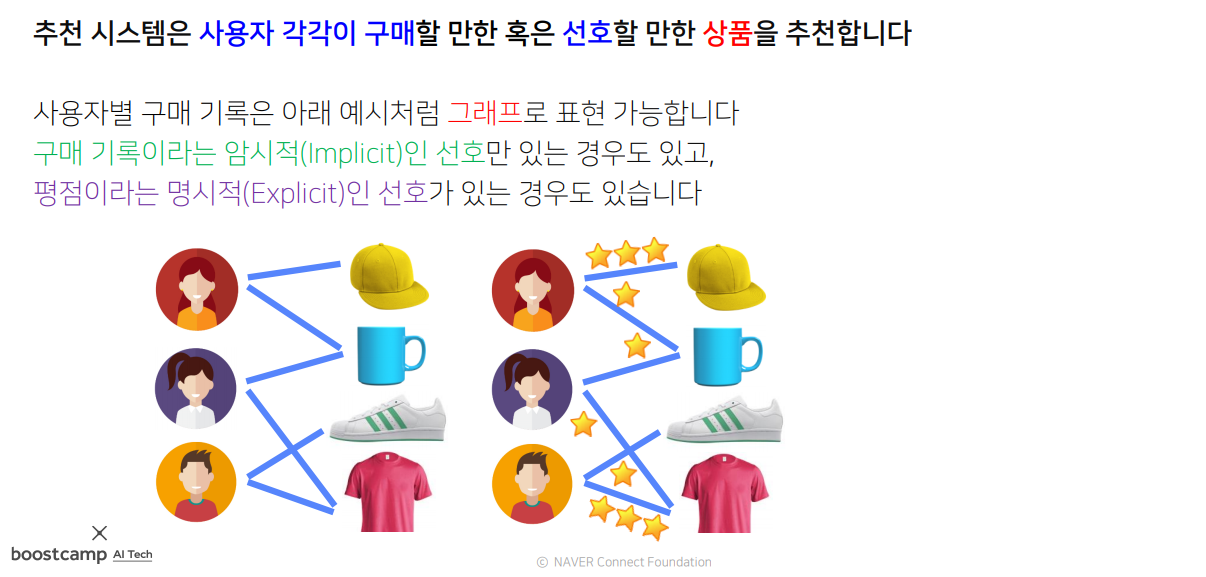 추천 시스템은 사용자 각각이 구매할 만한 혹은 선호할 만한 상품을 추천합니다
사용자별 구매 기록은 아래 예시처럼 그래프로 표현 가능합니다
구매 기록이라는 암시적(Implicit)인 선호만 있는 경우도 있고,
평점이라는 명시적(Explicit)인 선호가 있는 경우도 있습니다
boostcamp AI Tech
© NAVER Connect Foundation